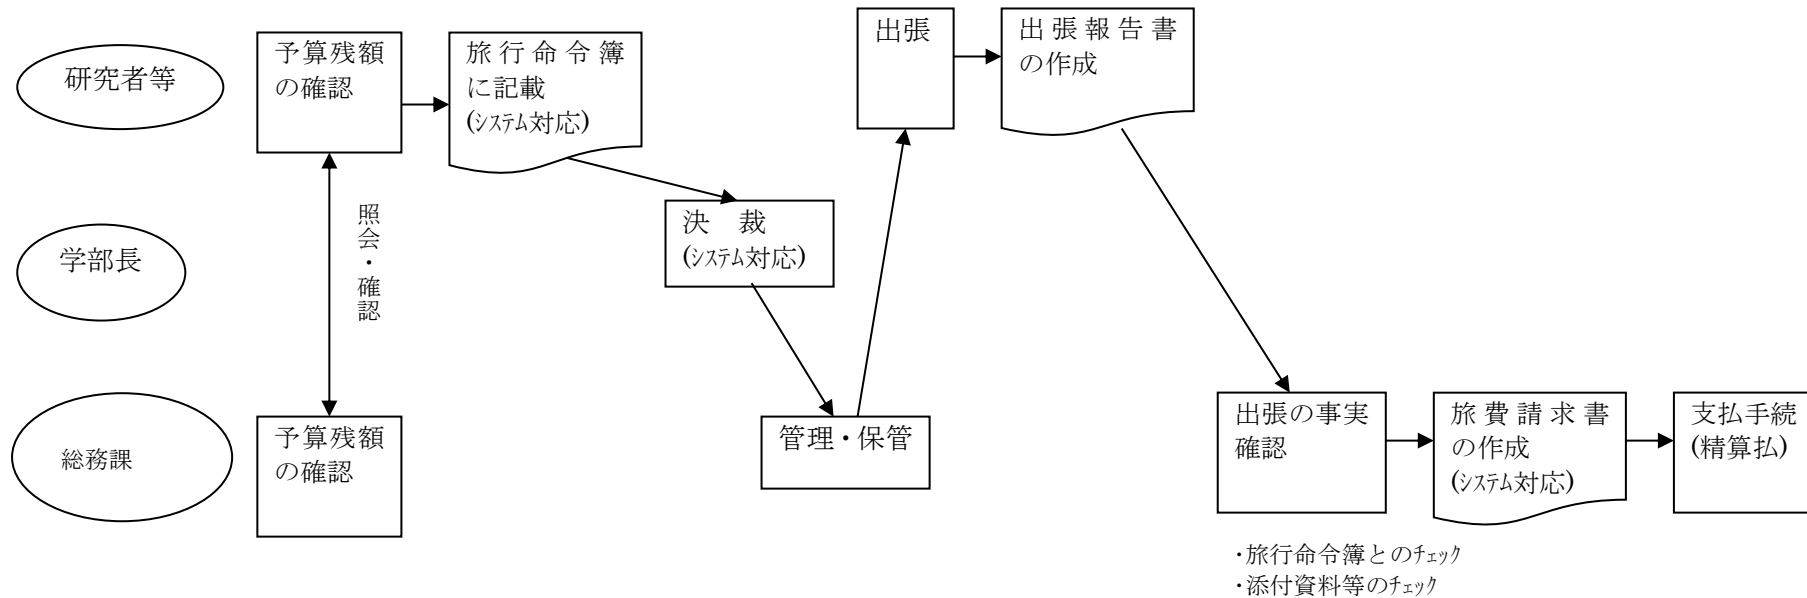 研究者等
予算残額
の確認
旅行命令簿
に記載
(システム対応)
出張
出張報告書
の作成
学部長
照会・確認
決　裁
(システム対応)
総務課
予算残額
の確認
管理・保管
出張の事実
確認
旅費請求書
の作成
(システム対応)
支払手続
(精算払)
・旅行命令簿とのチェック
・添付資料等のチェック